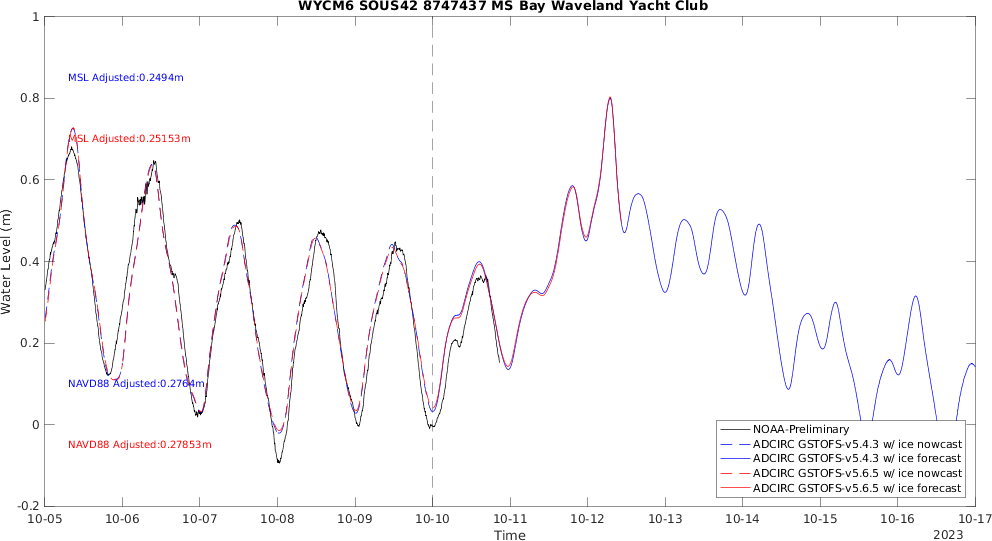 WYCM6 SOUS42 8747437 MS Bay Waveland Yacht Club
1
0.8
0.6
0.4
0.2
0
-0.2
Water Level (m)
MSL Adjusted:0.2494m
MSL Adjusted:0.25153m
NAVD88 Adjusted:0.2764m
NAVD88 Adjusted:0.27853m
NOAA-Preliminary
ADCIRC GSTOFS-v5.4.3 w/ ice nowcast
ADCIRC GSTOFS-v5.4.3 w/ ice forecast
ADCIRC GSTOFS-v5.6.5 w/ ice nowcast
ADCIRC GSTOFS-v5.6.5 w/ ice forecast
10-05 10-06 10-07 10-08 10-09 10-10 10-11 10-12 10-13 10-14 10-15 10-16 10-17
Time
2023